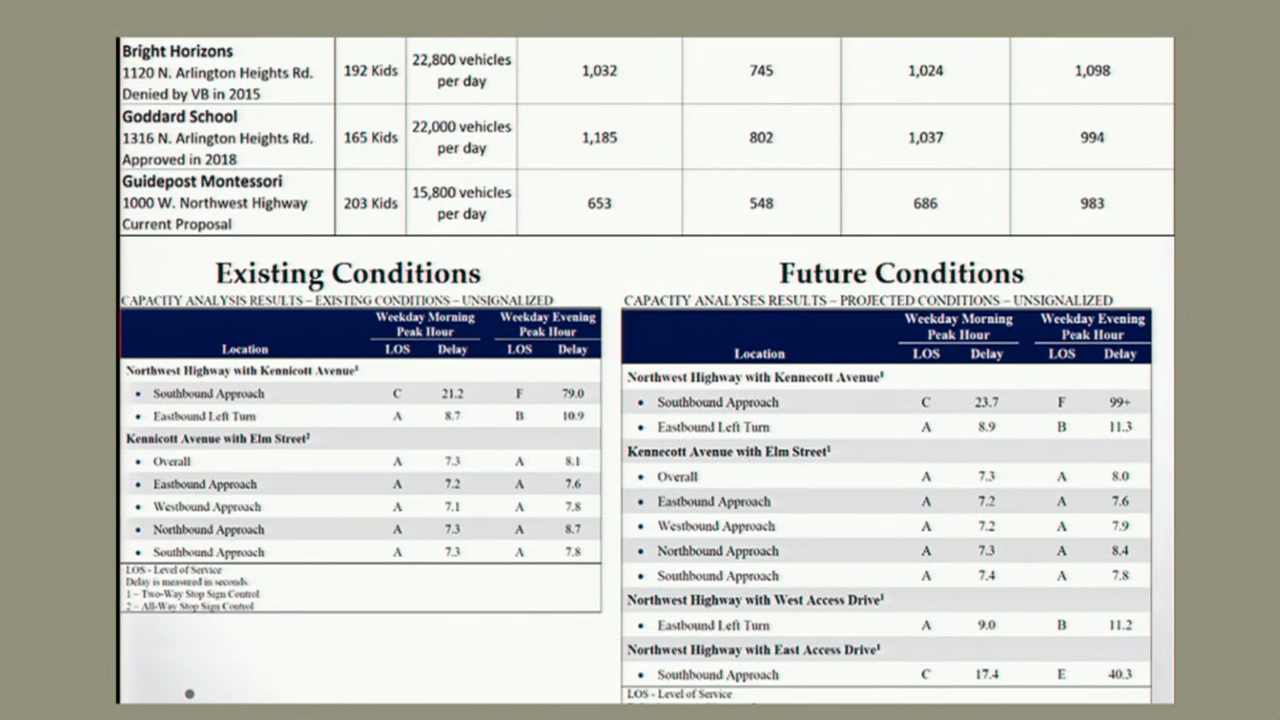 Bright Horizons
1120 N. Arlington Heights Rd.
Denied by VB in 2015
192 Kids
22,800 vehicles
per day
1,032
745
1,024
1,098
Goddard School
1316 N. Arlington Heights Rd.
Approved in 2018
165 Kids
22,000 vehicles
per day
1,185
802
1,037
994
Guidepost Montessori
1000 W. Northwest Highway
Current Proposal
203 Kids
15,800 vehicles
per day
653
548
686
983
Existing Conditions
CAPACITY ANALYSIS RESULTS – EXISTING CONDITIONS – UNSIGNALIZED
Weekday Morning Peak Hour
Weekday Evening Peak Hour
Location LOS Delay LOS Delay
Northwest Highway with Kennicott Avenue¹
• Southbound Approach C 21.2 F 79.0
• Eastbound Left Turn A 8.7 B 10.9
Kennicott Avenue with Elm Street²
• Overall A 7.3 A 8.1
• Eastbound Approach A 7.2 A 7.6
• Westbound Approach A 7.1 A 7.8
• Northbound Approach A 7.3 A 8.7
• Southbound Approach A 7.3 A 7.8
LOS - Level of Service
Delay is measured in seconds.
1 – Two-Way Stop Sign Control
2 – All-Way Stop Sign Control
Future Conditions
CAPACITY ANALYSES RESULTS – PROJECTED CONDITIONS – UNSIGNALIZED
Weekday Morning Peak Hour
Weekday Evening Peak Hour
Location LOS Delay LOS Delay
Northwest Highway with Kennecott Avenue¹
• Southbound Approach C 23.7 F 99+
• Eastbound Left Turn A 8.9 B 11.3
Kennecott Avenue with Elm Street¹
• Overall A 7.3 A 8.0
• Eastbound Approach A 7.2 A 7.6
• Westbound Approach A 7.2 A 7.9
• Northbound Approach A 7.3 A 8.4
• Southbound Approach A 7.4 A 7.8
Northwest Highway with West Access Drive¹
• Eastbound Left Turn A 9.0 B 11.2
Northwest Highway with East Access Drive¹
• Southbound Approach C 17.4 E 40.3
LOS - Level of Service